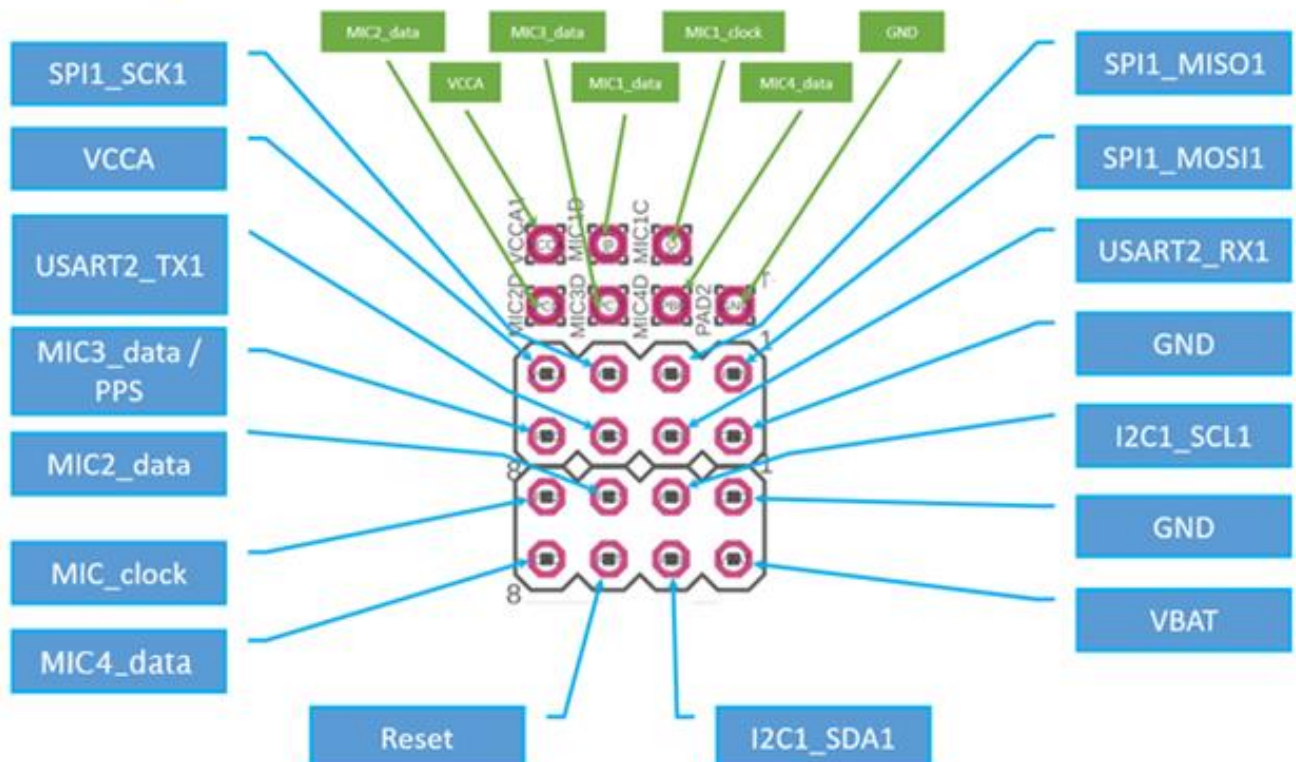 MIC2_data
MIC3_data
MIC1_clock
GND
VCCA
MIC1_data
MIC4_data
SPI1_SCK1
VCCA
USART2_TX1
MIC3_data /
PPS
MIC2_data
MIC_clock
MIC4_data
VCCA1
MIC1D
MIC1C
MIC2D
MIC3D
MIC4D
PAD2
1
8
1
8
SPI1_MISO1
SPI1_MOSI1
USART2_RX1
GND
I2C1_SCL1
GND
VBAT
Reset
I2C1_SDA1